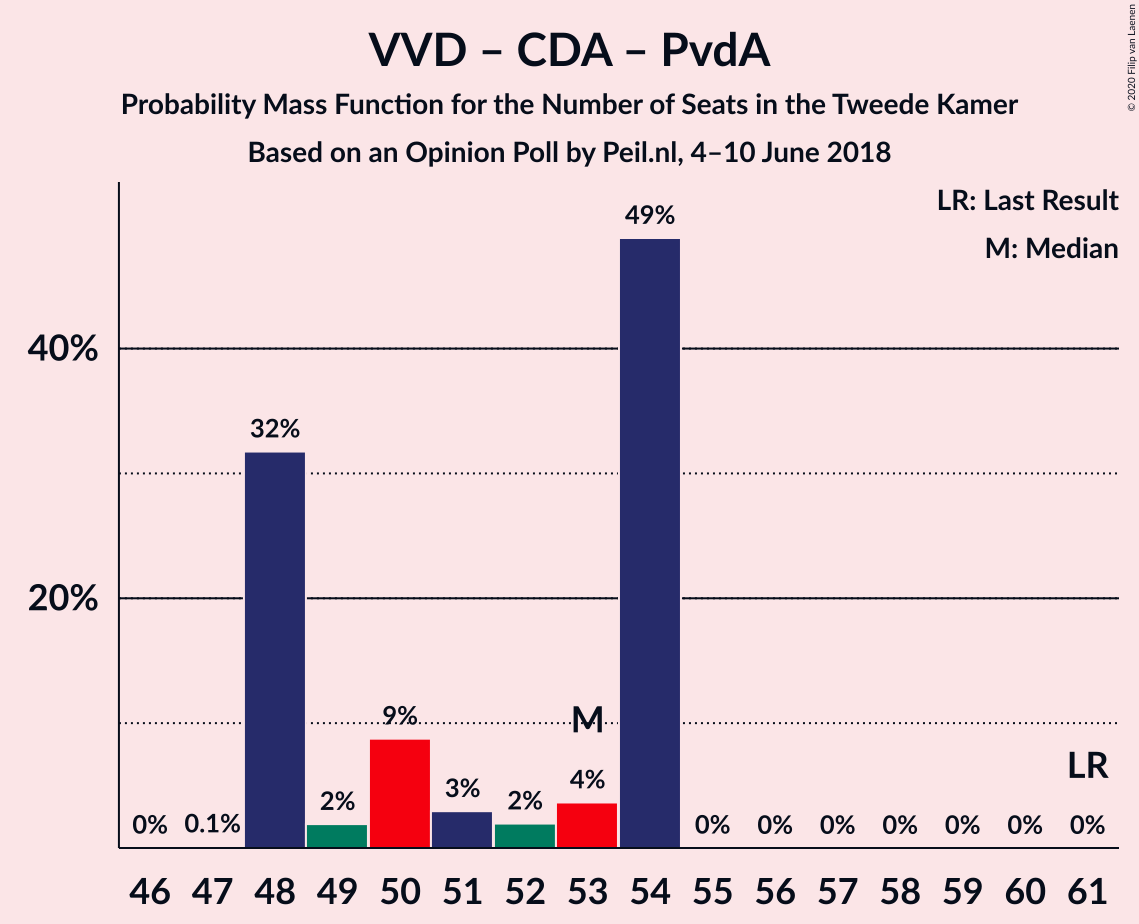 VVD – CDA – PvdA
Probability Mass Function for the Number of Seats in the Tweede Kamer
Based on an Opinion Poll by Peil.nl, 4–10 June 2018
© 2020 Filip van Laenen
LR: Last Result
M: Median
49%
40%
32%
20%
9%
M
4%
LR
3%
2%
2%
0%
0.1%
0%
0%
0%
0%
0%
0%
0%
46 47 48 49 50 51 52 53 54 55 56 57 58 59 60 61